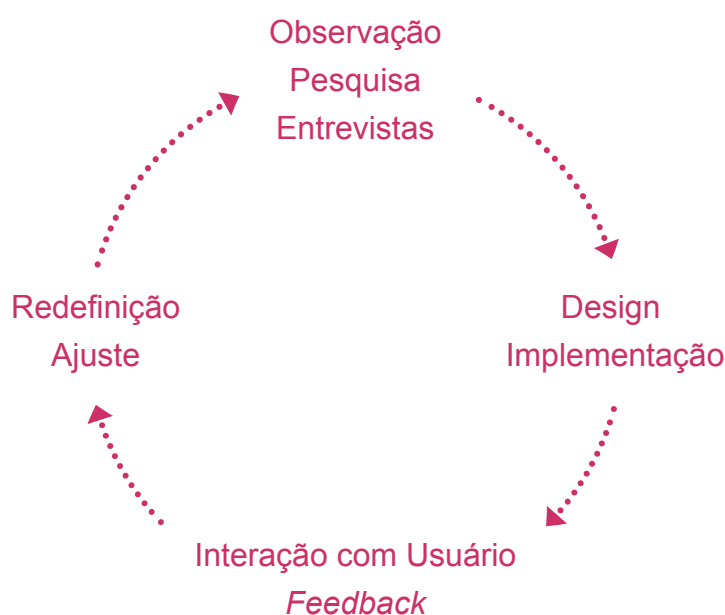 Observação
Pesquisa
Entrevistas
Design
Implementação
Interação com Usuário
Feedback
Redefinição
Ajuste